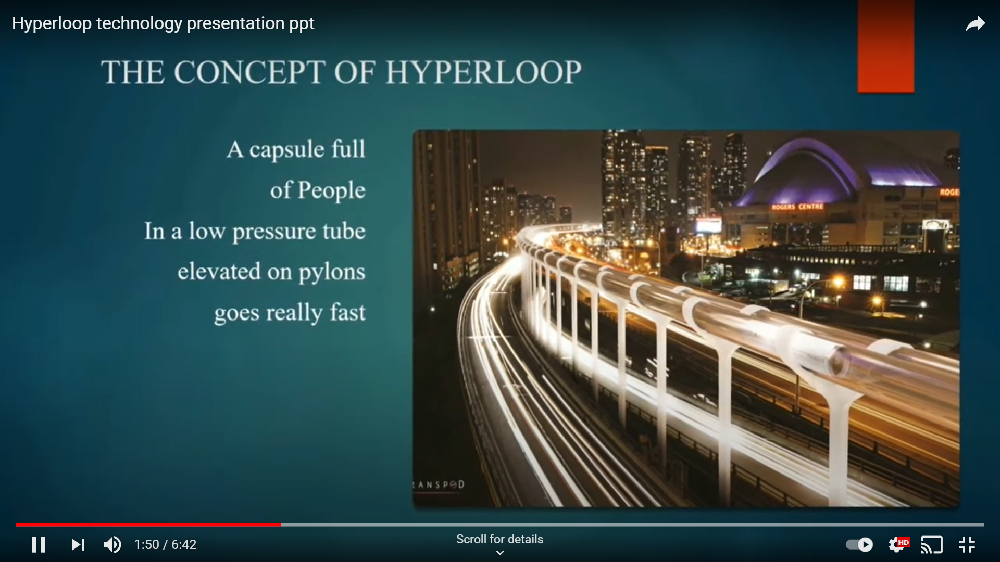 Hyperloop technology presentation ppt
THE CONCEPT OF HYPERLOOP
A capsule full
of People
In a low pressure tube
elevated on pylons
goes really fast
ROGERS CENTRE
ROGE
RANSPOD
1:50 / 6:42
Scroll for details
HD